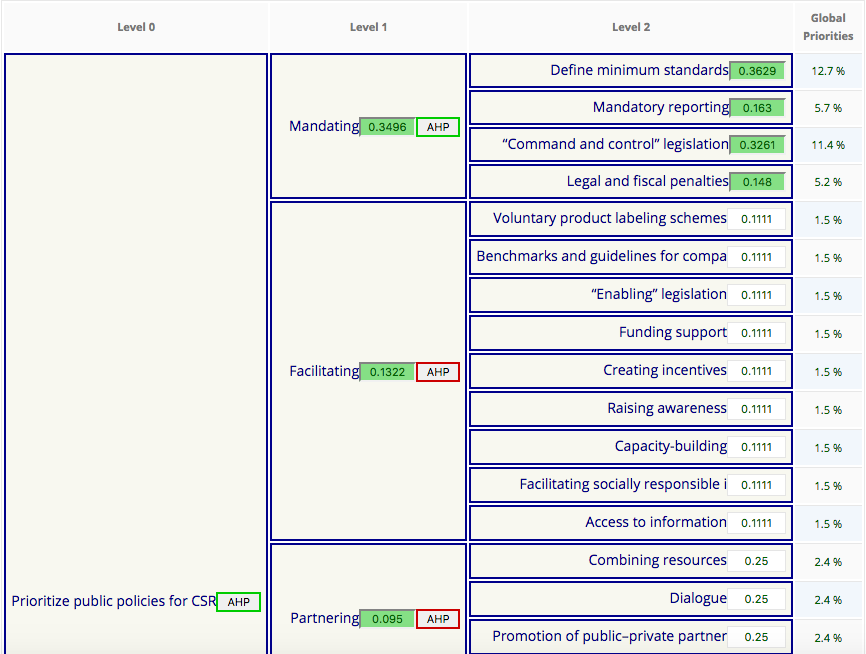 Level 0 Level 1 Level 2 Global Priorities
Define minimum standards 0.3629 12.7 %
Mandatory reporting 0.163 5.7 %
Mandating 0.3496 AHP
“Command and control” legislation 0.3261 11.4 %
Legal and fiscal penalties 0.148 5.2 %
Voluntary product labeling schemes 0.1111 1.5 %
Benchmarks and guidelines for compa 0.1111 1.5 %
“Enabling” legislation 0.1111 1.5 %
Funding support 0.1111 1.5 %
Facilitating 0.1322 AHP
Creating incentives 0.1111 1.5 %
Raising awareness 0.1111 1.5 %
Capacity-building 0.1111 1.5 %
Facilitating socially responsible i 0.1111 1.5 %
Access to information 0.1111 1.5 %
Combining resources 0.25 2.4 %
Prioritize public policies for CSR AHP
Dialogue 0.25 2.4 %
Partnering 0.095 AHP
Promotion of public–private partner 0.25 2.4 %